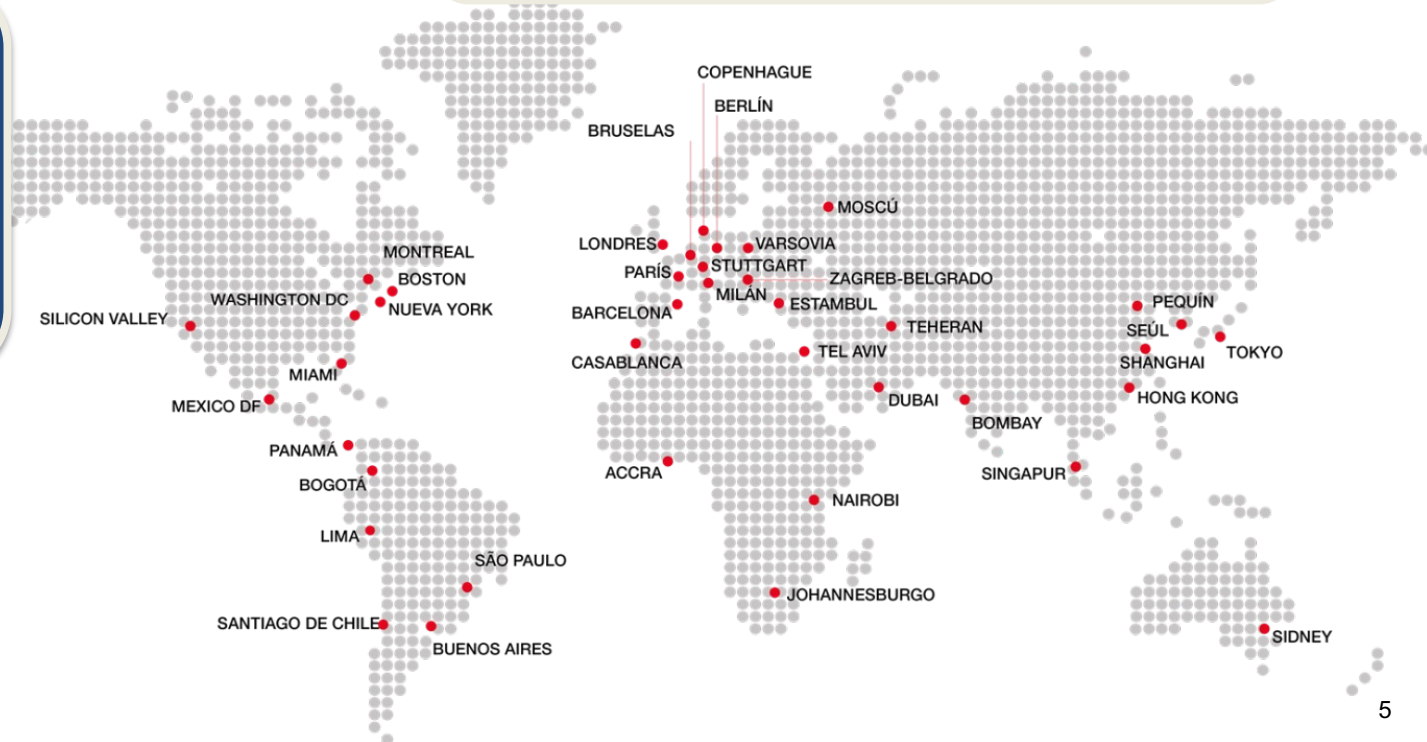 COPENHAGUE
BERLÍN
BRUSELAS
MOSCÚ
LONDRES
VARSOVIA
MONTREAL
PARÍS
STUTTGART
BOSTON
ZAGREB-BELGRADO
MILÁN
WASHINGTON DC
NUEVA YORK
ESTAMBUL
PEQUÍN
BARCELONA
SILICON VALLEY
TEHERAN
SEÚL
TEL AVIV
TOKYO
CASABLANCA
SHANGHAI
MIAMI
DUBAI
HONG KONG
MEXICO DF
BOMBAY
PANAMÁ
ACCRA
SINGAPUR
BOGOTÁ
NAIROBI
LIMA
SÃO PAULO
JOHANNESBURGO
SANTIAGO DE CHILE
SIDNEY
BUENOS AIRES
5